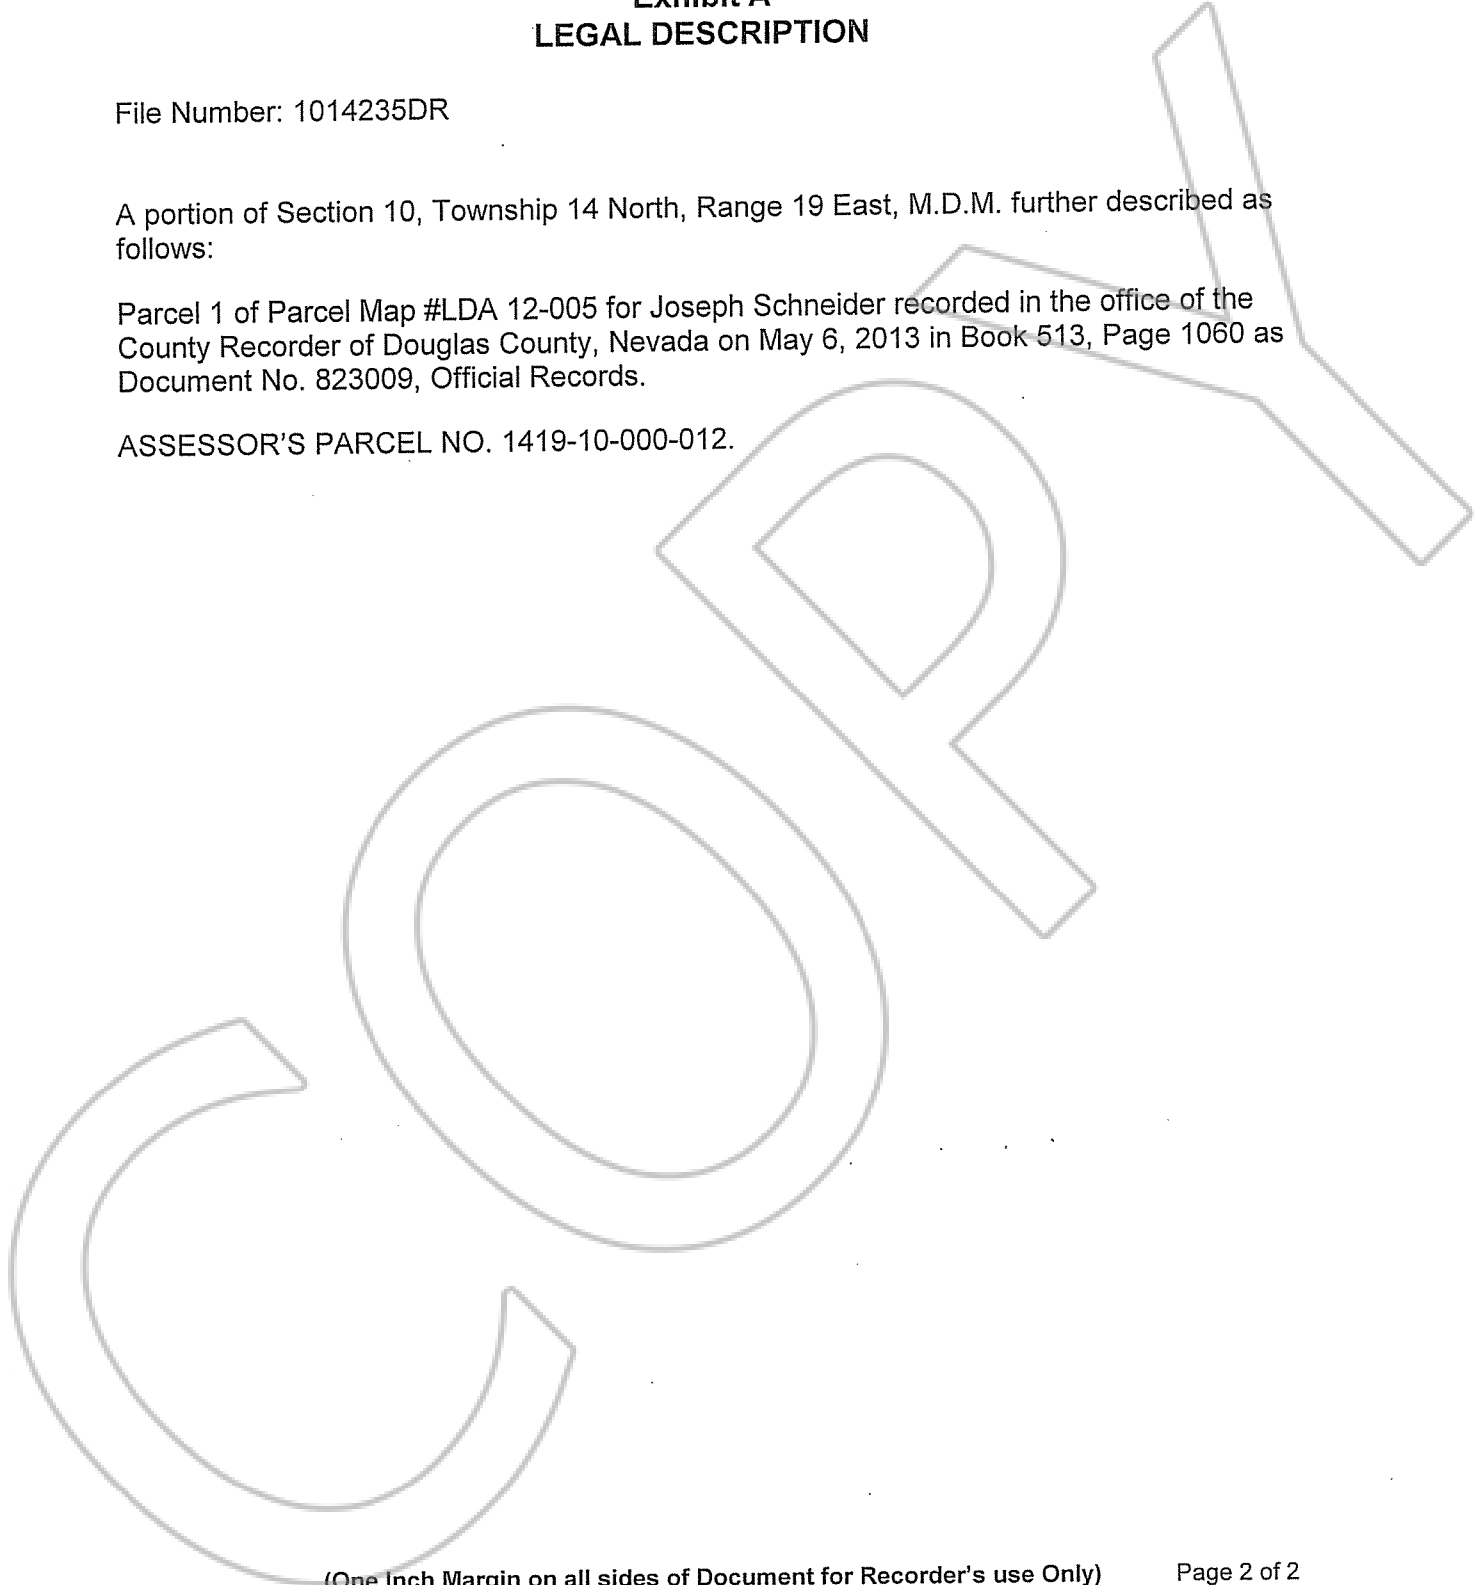 Exhibit A
LEGAL DESCRIPTION
File Number: 1014235DR
A portion of Section 10, Township 14 North, Range 19 East, M.D.M. further described as
follows:
Parcel 1 of Parcel Map #LDA 12-005 for Joseph Schneider recorded in the office of the
County Recorder of Douglas County, Nevada on May 6, 2013 in Book 513, Page 1060 as
Document No. 823009, Official Records.
ASSESSOR'S PARCEL NO. 1419-10-000-012.
COPY
(One Inch Margin on all sides of Document for Recorder's use Only) Page 2 of 2